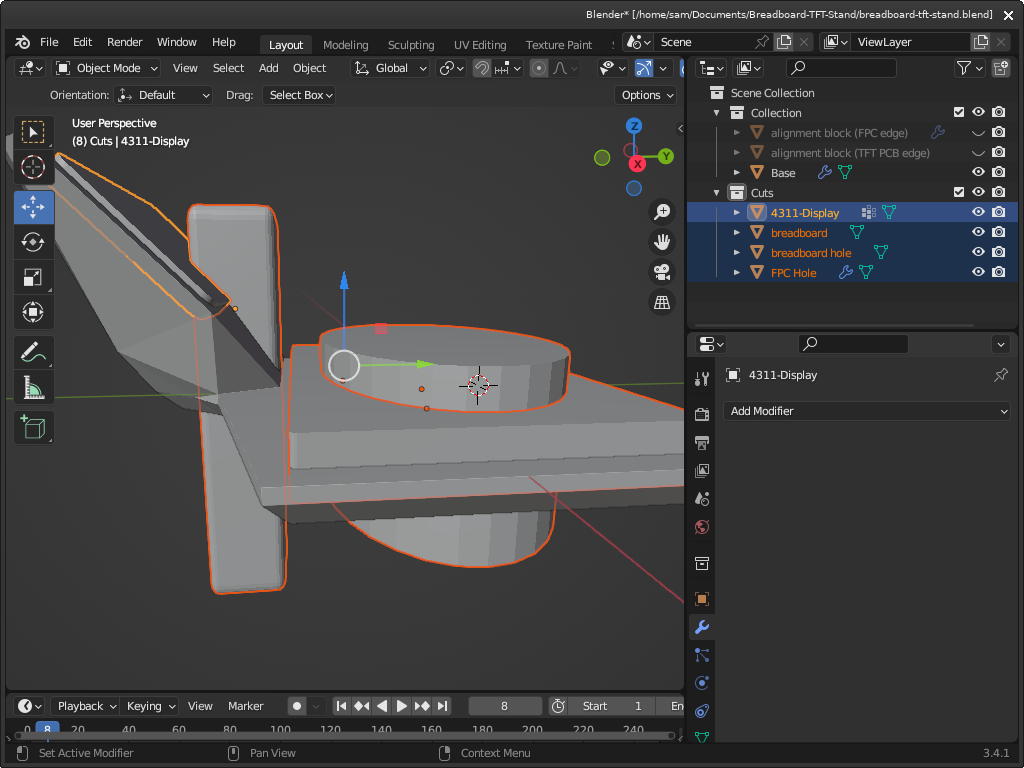 Blender* [/home/sam/Documents/Breadboard-TFT-Stand/breadboard-tft-stand.blend]
File Edit Render Window Help Layout Modeling Sculpting UV Editing Texture Paint Scene ViewLayer
Object Mode View Select Add Object Global
Orientation: Default Drag: Select Box Options
User Perspective
(8) Cuts | 4311-Display
Z
Y
X
Scene Collection
Collection
alignment block (FPC edge)
alignment block (TFT PCB edge)
Base
Cuts
4311-Display
breadboard
breadboard hole
FPC Hole
4311-Display
Add Modifier
Playback Keying View Marker 8 Start 1 En
0 8 20 40 60 80 100 120 140 160 180 200 220 240
Set Active Modifier Pan View Context Menu 3.4.1